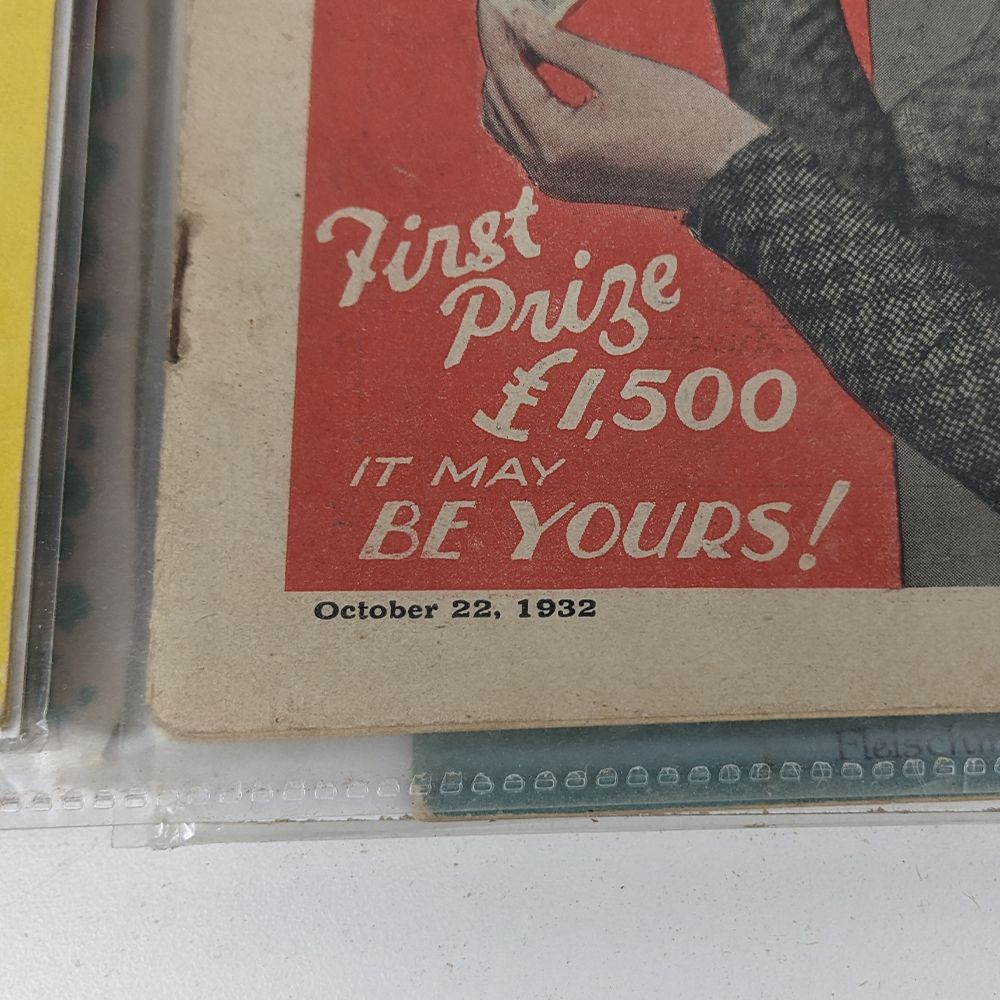 First
Prize
£1,500
IT MAY
BE YOURS!
October 22, 1932